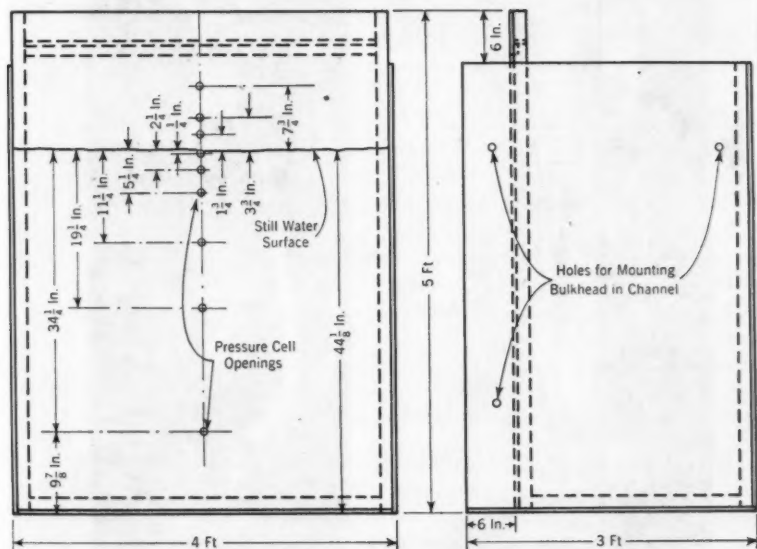 6 In.
2 1/4 In.
1 1/4 In.
7 3/4 In.
5 1/4 In.
11 1/4 In.
19 1/4 In.
34 1/4 In.
9 7/8 In.
1 3/4 In.
3 3/4 In.
Still Water
Surface
44 1/8 In.
Pressure Cell
Openings
5 Ft
Holes for Mounting
Bulkhead in Channel
4 Ft
6 In.
3 Ft